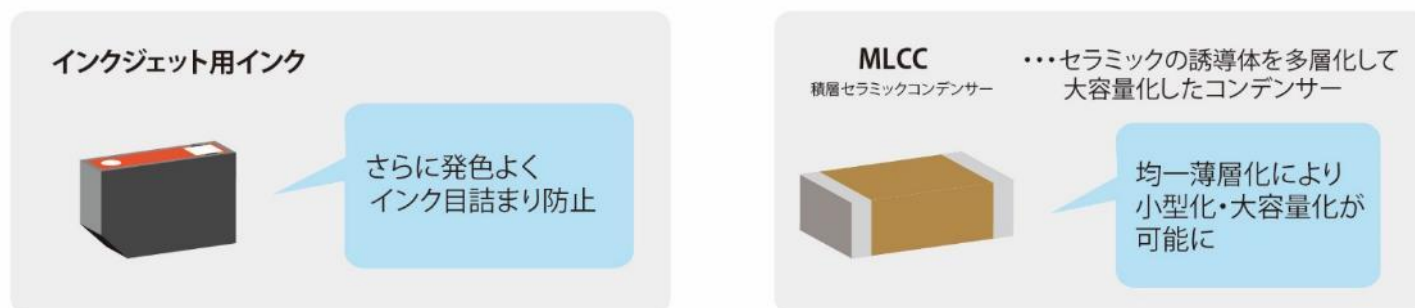 インクジェット用インク
さらに発色よく
インク目詰まり防止
MLCC
積層セラミックコンデンサー
・・・セラミックの誘導体を多層化して
大容量化したコンデンサー
均一薄層化により
小型化・大容量化が
可能に